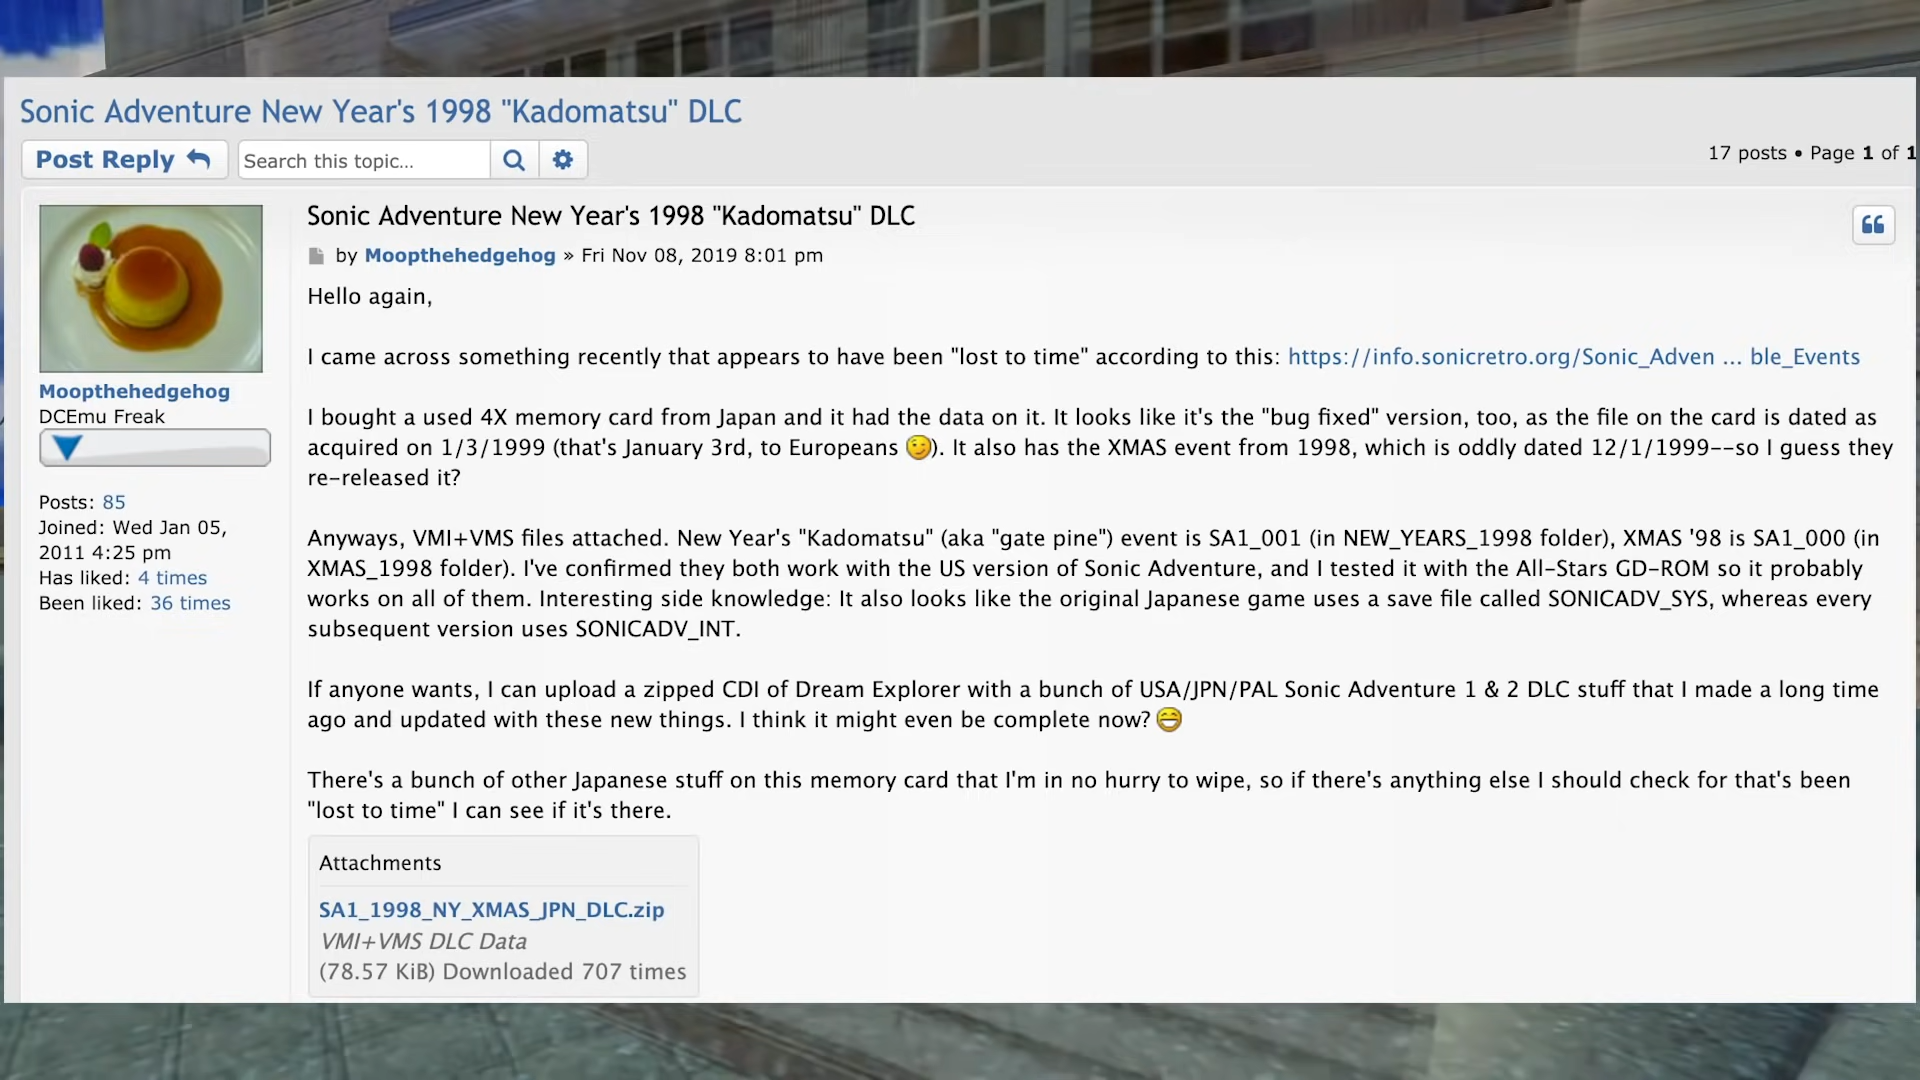 Sonic Adventure New Year's 1998 "Kadomatsu" DLC
Post Reply
Search this topic...
17 posts • Page 1 of 1
Sonic Adventure New Year's 1998 "Kadomatsu" DLC
by Moopthehedgehog » Fri Nov 08, 2019 8:01 pm
Moopthehedgehog
DCEmu Freak
Posts: 85
Joined: Wed Jan 05,
2011 4:25 pm
Has liked: 4 times
Been liked: 36 times
Hello again,
I came across something recently that appears to have been "lost to time" according to this: https://info.sonicretro.org/Sonic_Adven ... ble_Events
I bought a used 4X memory card from Japan and it had the data on it. It looks like it's the "bug fixed" version, too, as the file on the card is dated as
acquired on 1/3/1999 (that's January 3rd, to Europeans 😉). It also has the XMAS event from 1998, which is oddly dated 12/1/1999--so I guess they
re-released it?
Anyways, VMI+VMS files attached. New Year's "Kadomatsu" (aka "gate pine") event is SA1_001 (in NEW_YEARS_1998 folder), XMAS '98 is SA1_000 (in
XMAS_1998 folder). I've confirmed they both work with the US version of Sonic Adventure, and I tested it with the All-Stars GD-ROM so it probably
works on all of them. Interesting side knowledge: It also looks like the original Japanese game uses a save file called SONICADV_SYS, whereas every
subsequent version uses SONICADV_INT.
If anyone wants, I can upload a zipped CDI of Dream Explorer with a bunch of USA/JPN/PAL Sonic Adventure 1 & 2 DLC stuff that I made a long time
ago and updated with these new things. I think it might even be complete now? 😁
There's a bunch of other Japanese stuff on this memory card that I'm in no hurry to wipe, so if there's anything else I should check for that's been
"lost to time" I can see if it's there.
Attachments
SA1_1998_NY_XMAS_JPN_DLC.zip
VMI+VMS DLC Data
(78.57 KiB) Downloaded 707 times